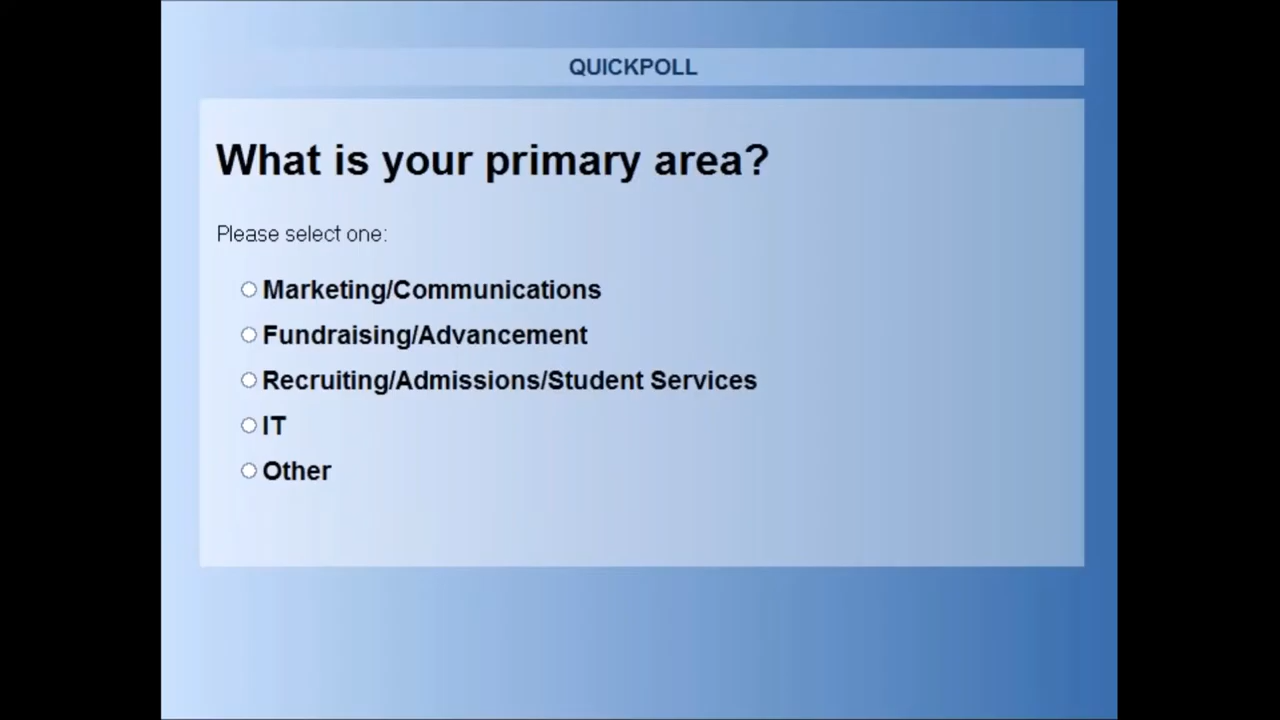 QUICKPOLL
What is your primary area?
Please select one:
Marketing/Communications
Fundraising/Advancement
Recruiting/Admissions/Student Services
IT
Other